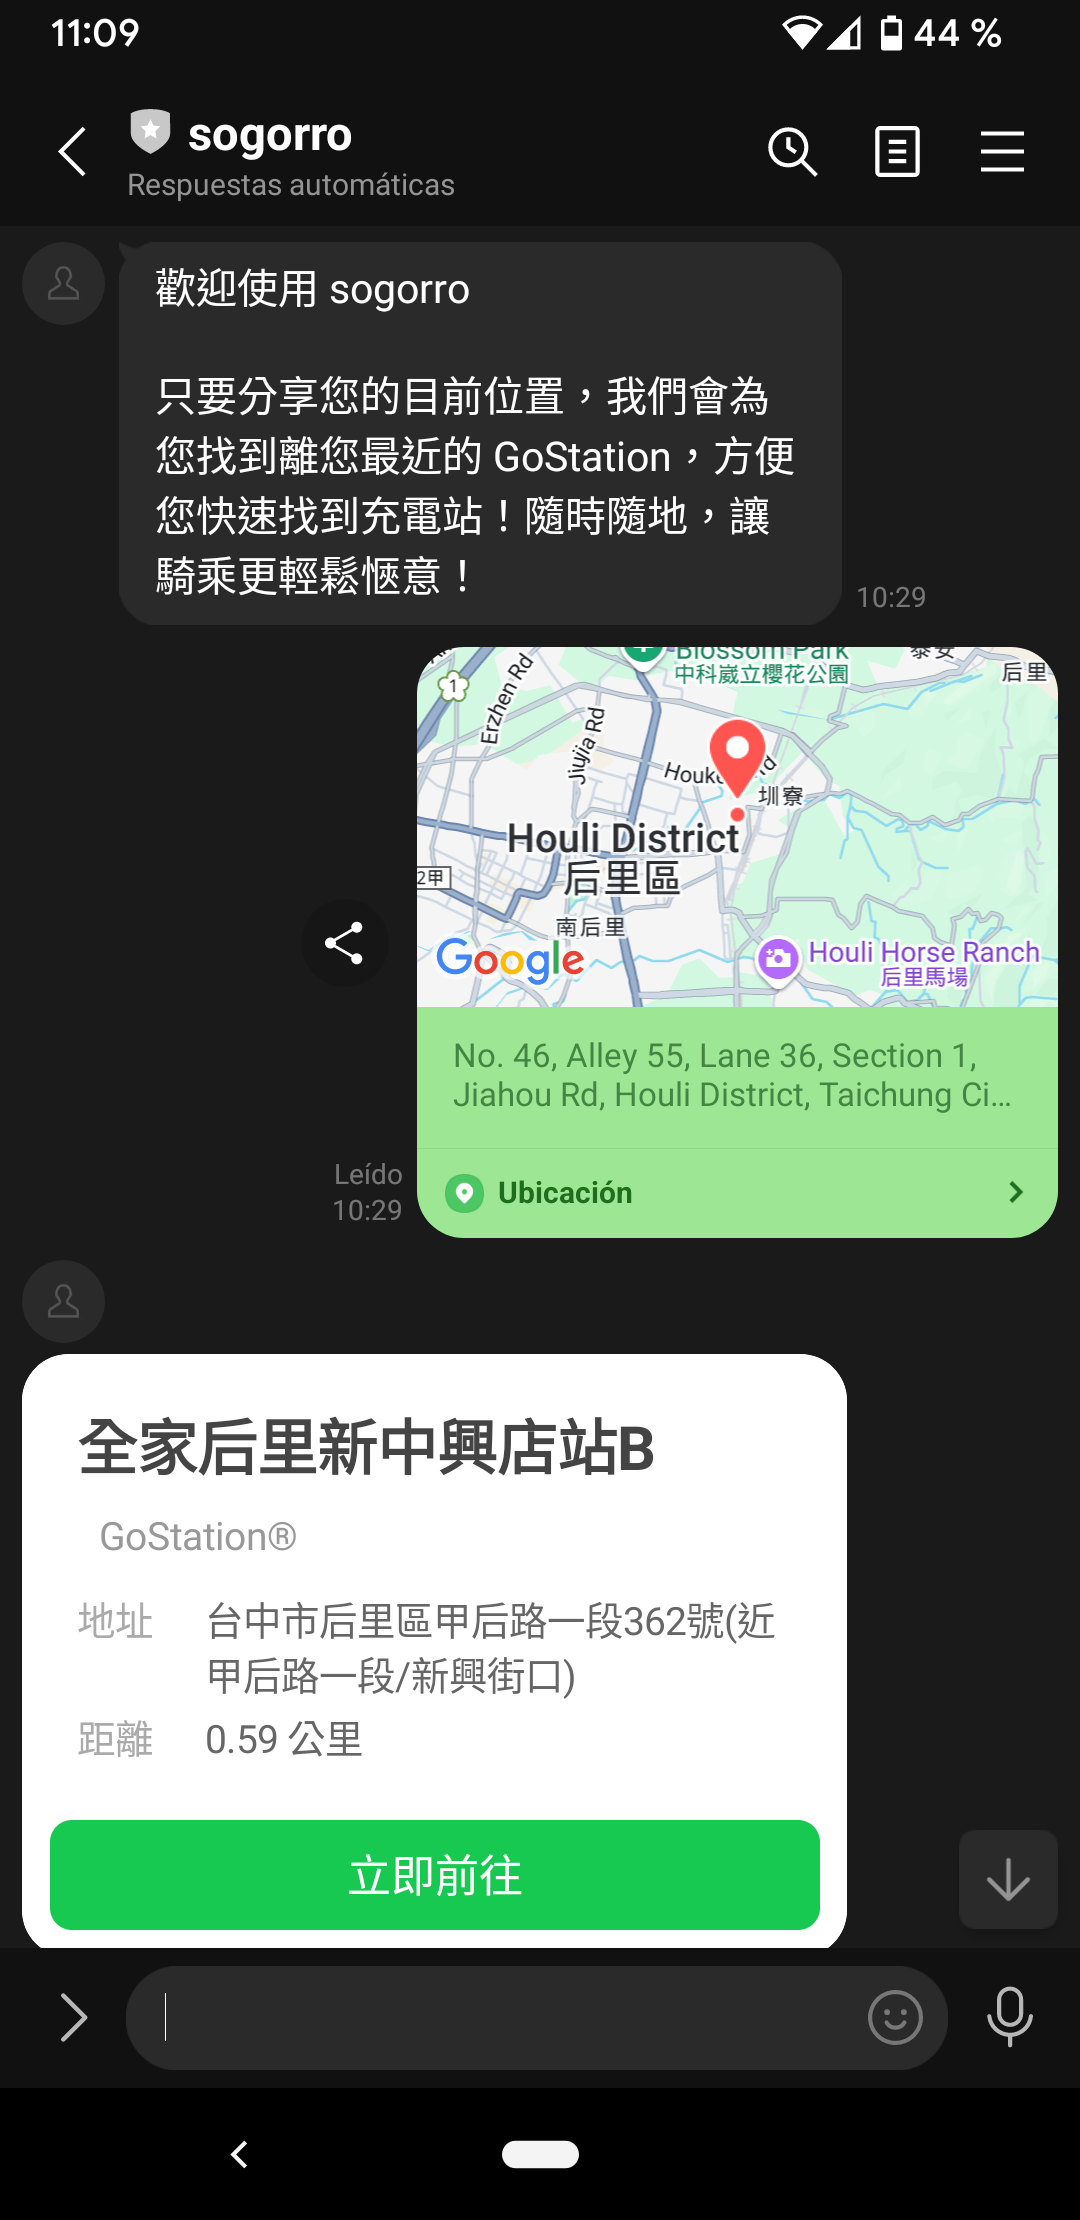 11:09
44 %
sogorro
Respuestas automáticas
歡迎使用 sogorro
只要分享您的目前位置，我們會為
您找到離您最近的 GoStation，方便
您快速找到充電站！隨時隨地，讓
騎乘更輕鬆愜意！
10:29
Blossom Park
中科崴立櫻花公園
泰安
后里
1
Erzhen Rd
Jiujia Rd
圳寮
Houli District
后里區
2甲
南后里
Google
Houli Horse Ranch
后里馬場
No. 46, Alley 55, Lane 36, Section 1,
Jiahou Rd, Houli District, Taichung Ci...
Leído
10:29
Ubicación
全家后里新中興店站B
GoStation®
地址 台中市后里區甲后路一段362號(近
甲后路一段/新興街口)
距離 0.59 公里
立即前往